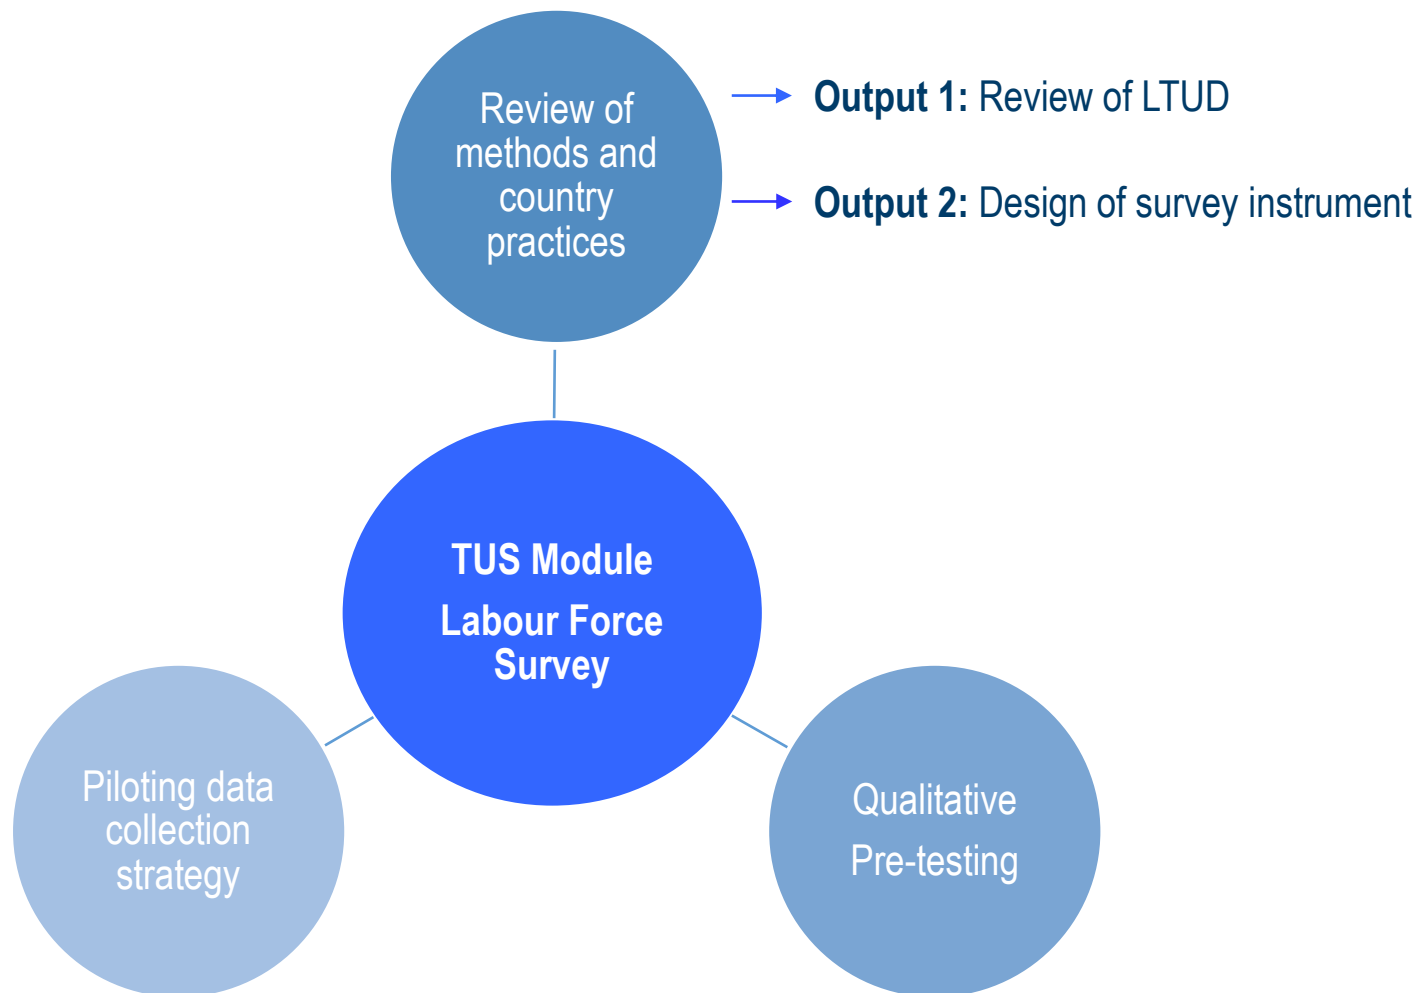 Review of
methods and
country
practices
Output 1: Review of LTUD
Output 2: Design of survey instrument
TUS Module
Labour Force
Survey
Piloting data
collection
strategy
Qualitative
Pre-testing